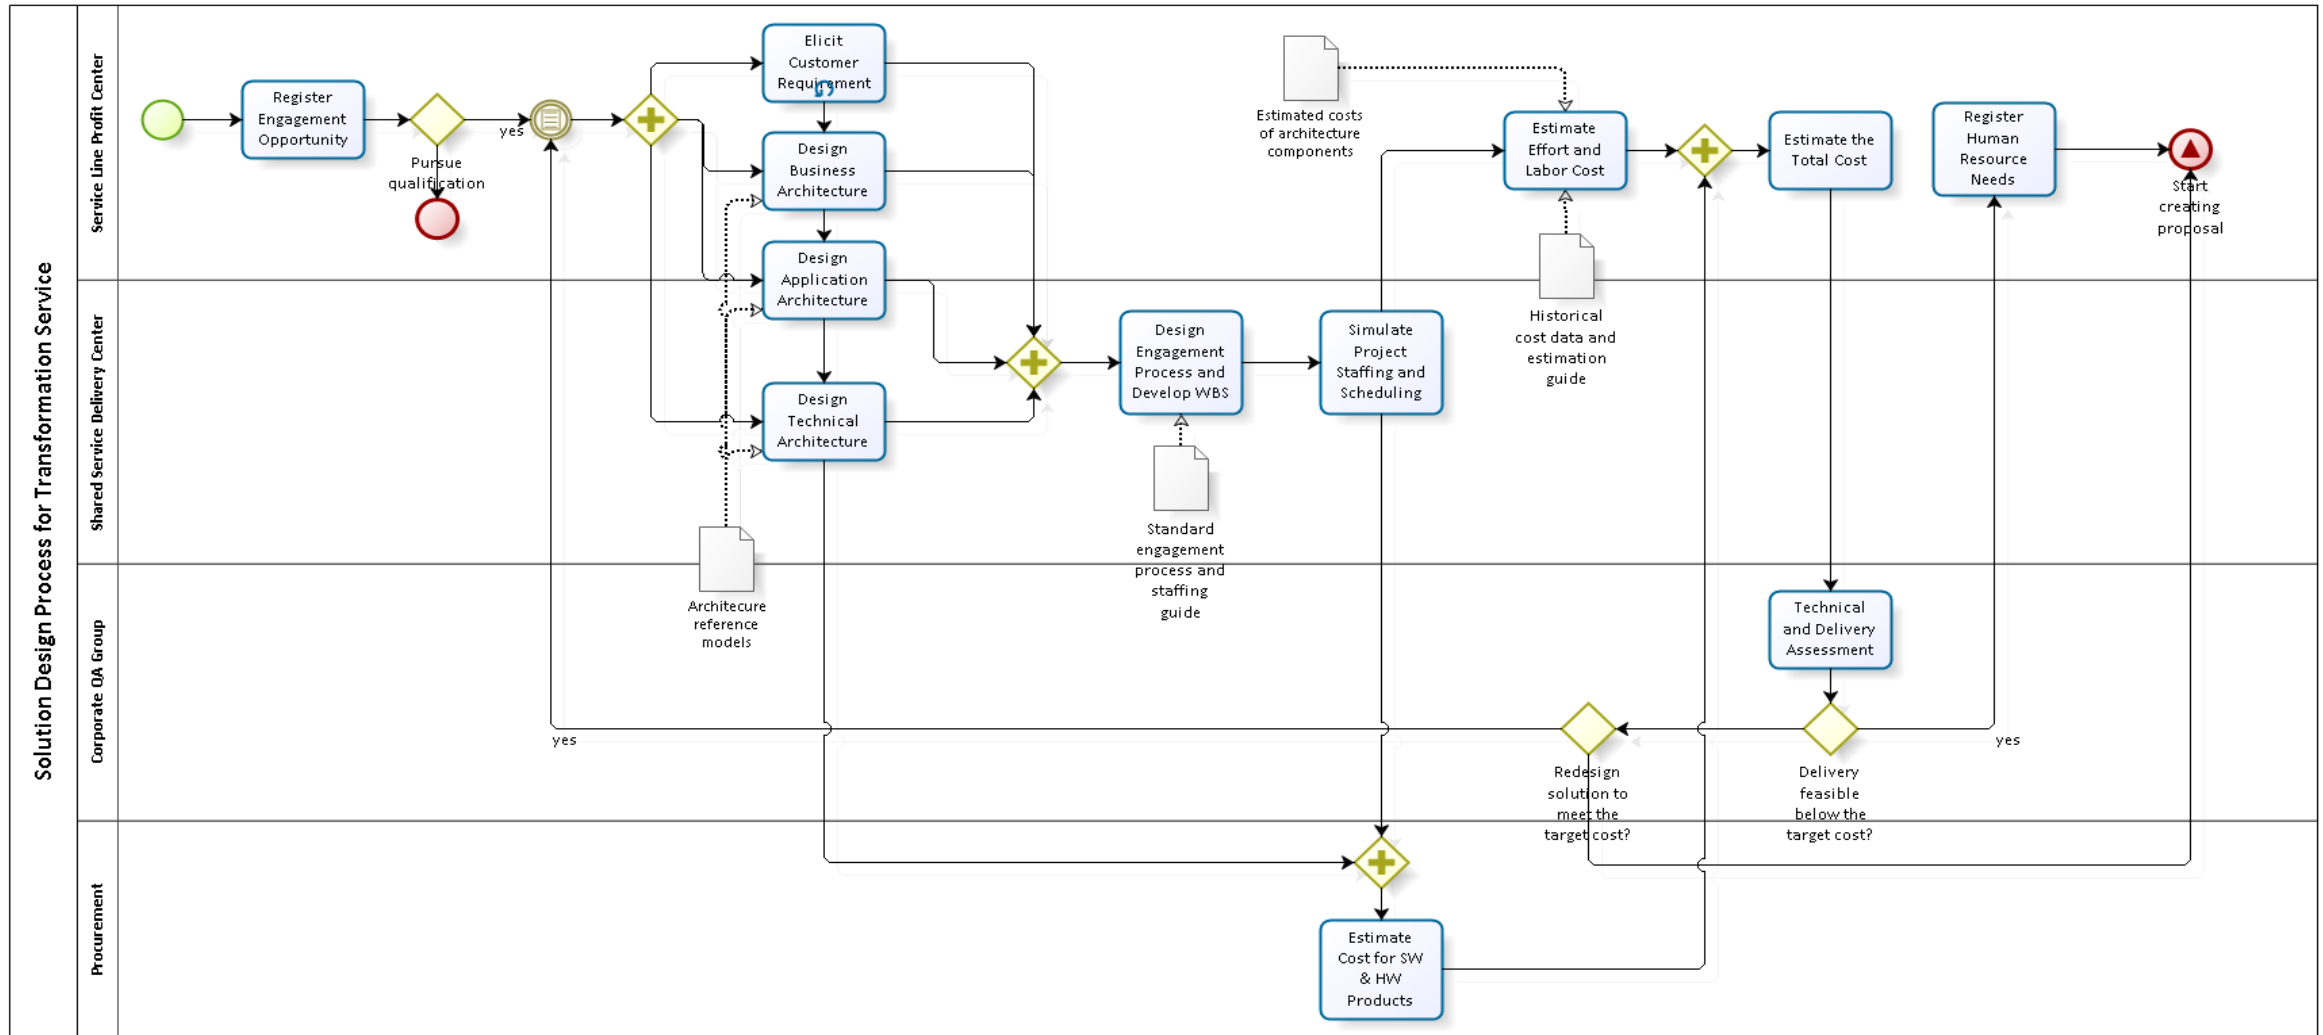 Solution Design Process for Transformation Service
Service Line Profit Center
Register
Engagement
Opportunity
Pursue
qualification
yes
Elicit
Customer
Requirement
Design
Business
Architecture
Design
Application
Architecture
Estimated costs
of architecture
components
Estimate
Effort and
Labor Cost
Estimate the
Total Cost
Register
Human
Resource
Needs
Start
creating
proposal
Shared Service Delivery Center
Design
Technical
Architecture
Design
Engagement
Process and
Develop WBS
Simulate
Project
Staffing and
Scheduling
Historical
cost data and
estimation
guide
Standard
engagement
process and
staffing
guide
Corporate QA Group
Architecure
reference
models
Technical
and Delivery
Assessment
yes
Redesign
solution to
meet the
target cost?
Delivery
feasible
below the
target cost?
yes
Procurement
Estimate
Cost for SW
& HW
Products